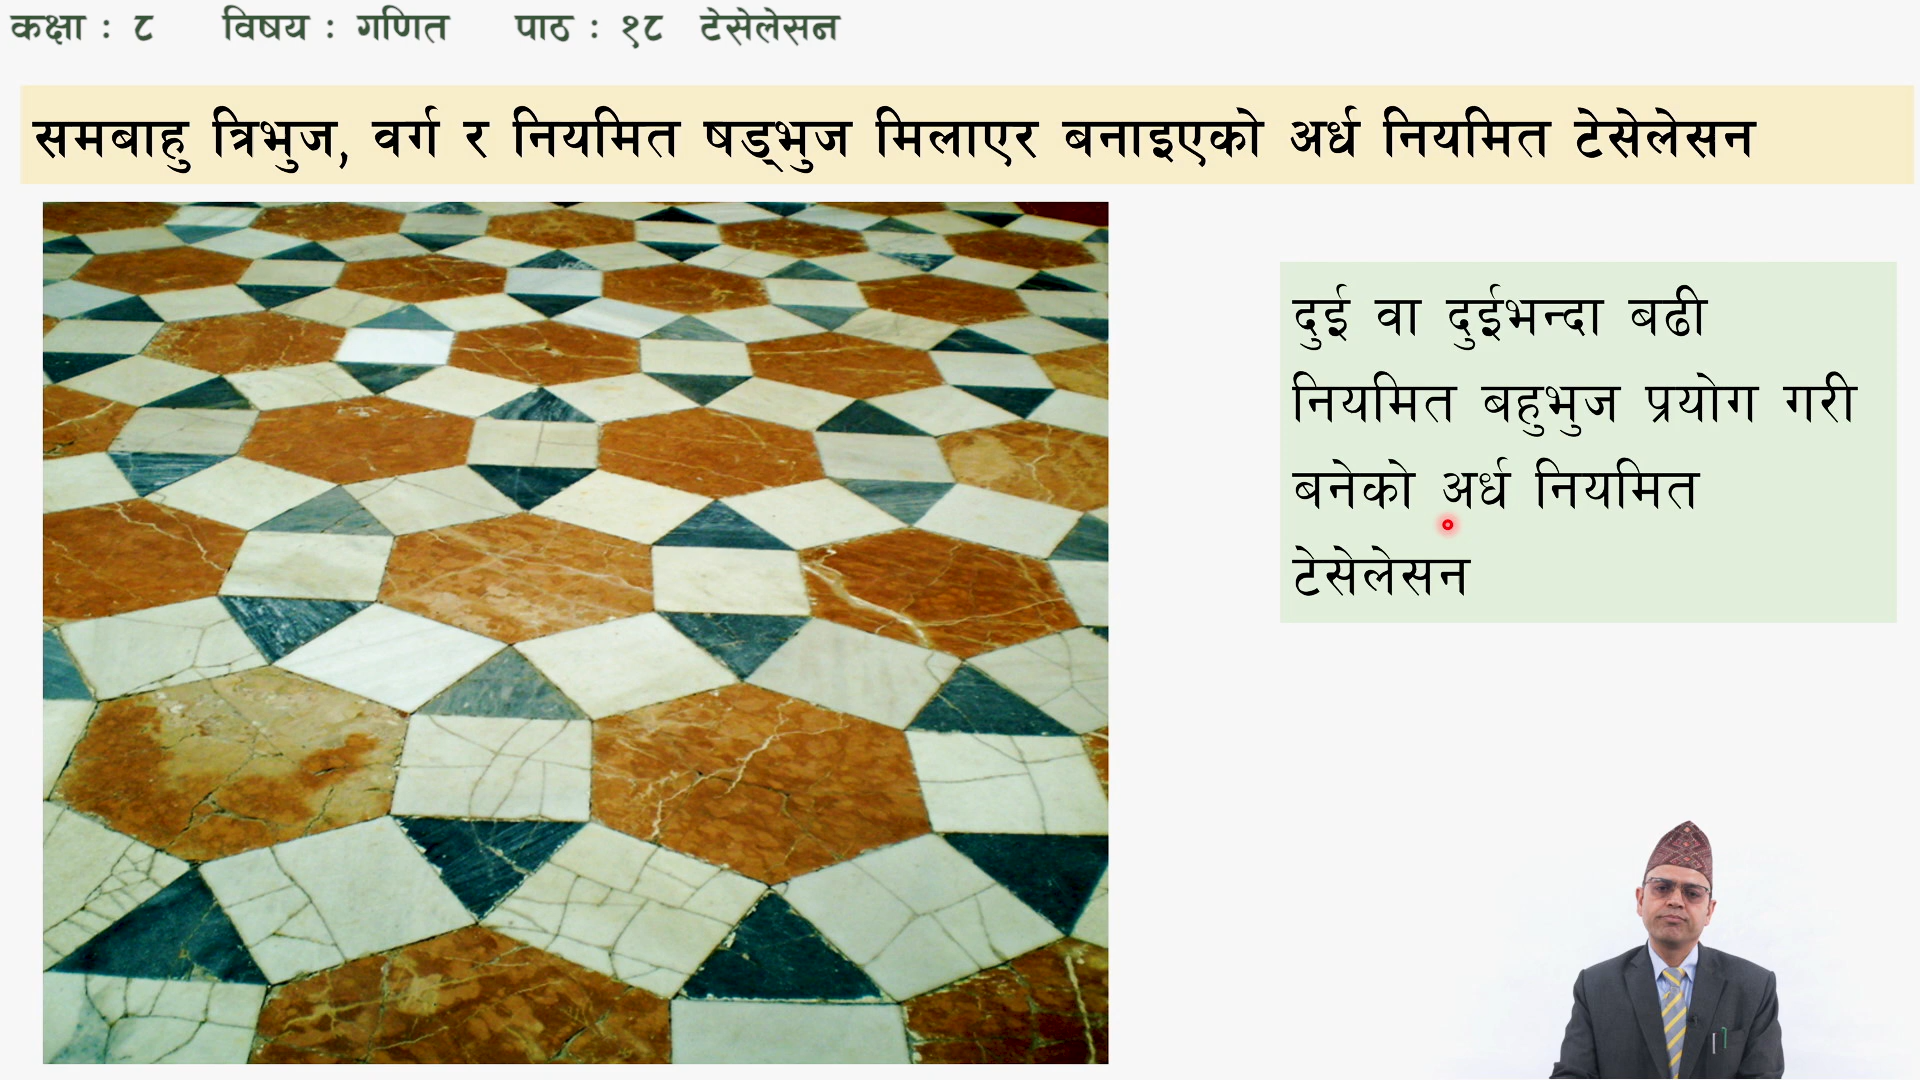 कक्षा : ८ विषय : गणित पाठ : १८ टेसेलेसन
समबाहु त्रिभुज, वर्ग र नियमित षड्भुज मिलाएर बनाइएको अर्ध नियमित टेसेलेसन
दुई वा दुईभन्दा बढी
नियमित बहुभुज प्रयोग गरी
बनेको अर्ध नियमित
टेसेलेसन